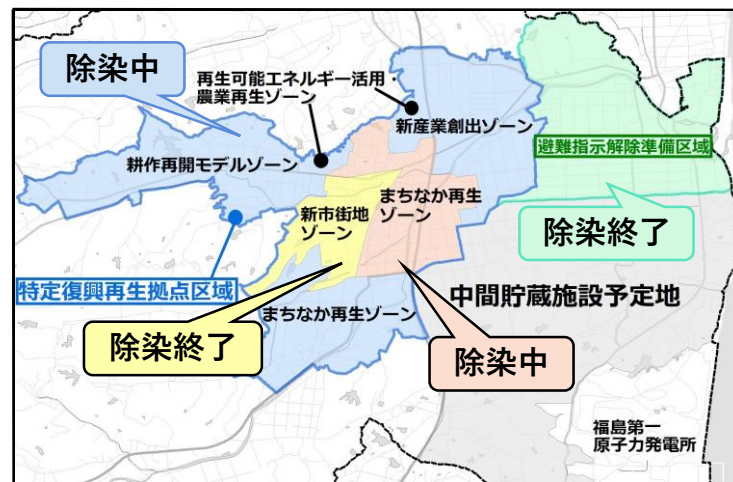 除染中
再生可能エネルギー活用・
農業再生ゾーン
新産業創出ゾーン
避難指示解除準備区域
耕作再開モデルゾーン
まちなか再生
ゾーン
新市街地
ゾーン
除染終了
特定復興再生拠点区域
中間貯蔵施設予定地
まちなか再生ゾーン
除染終了
除染中
福島第一
原子力発電所